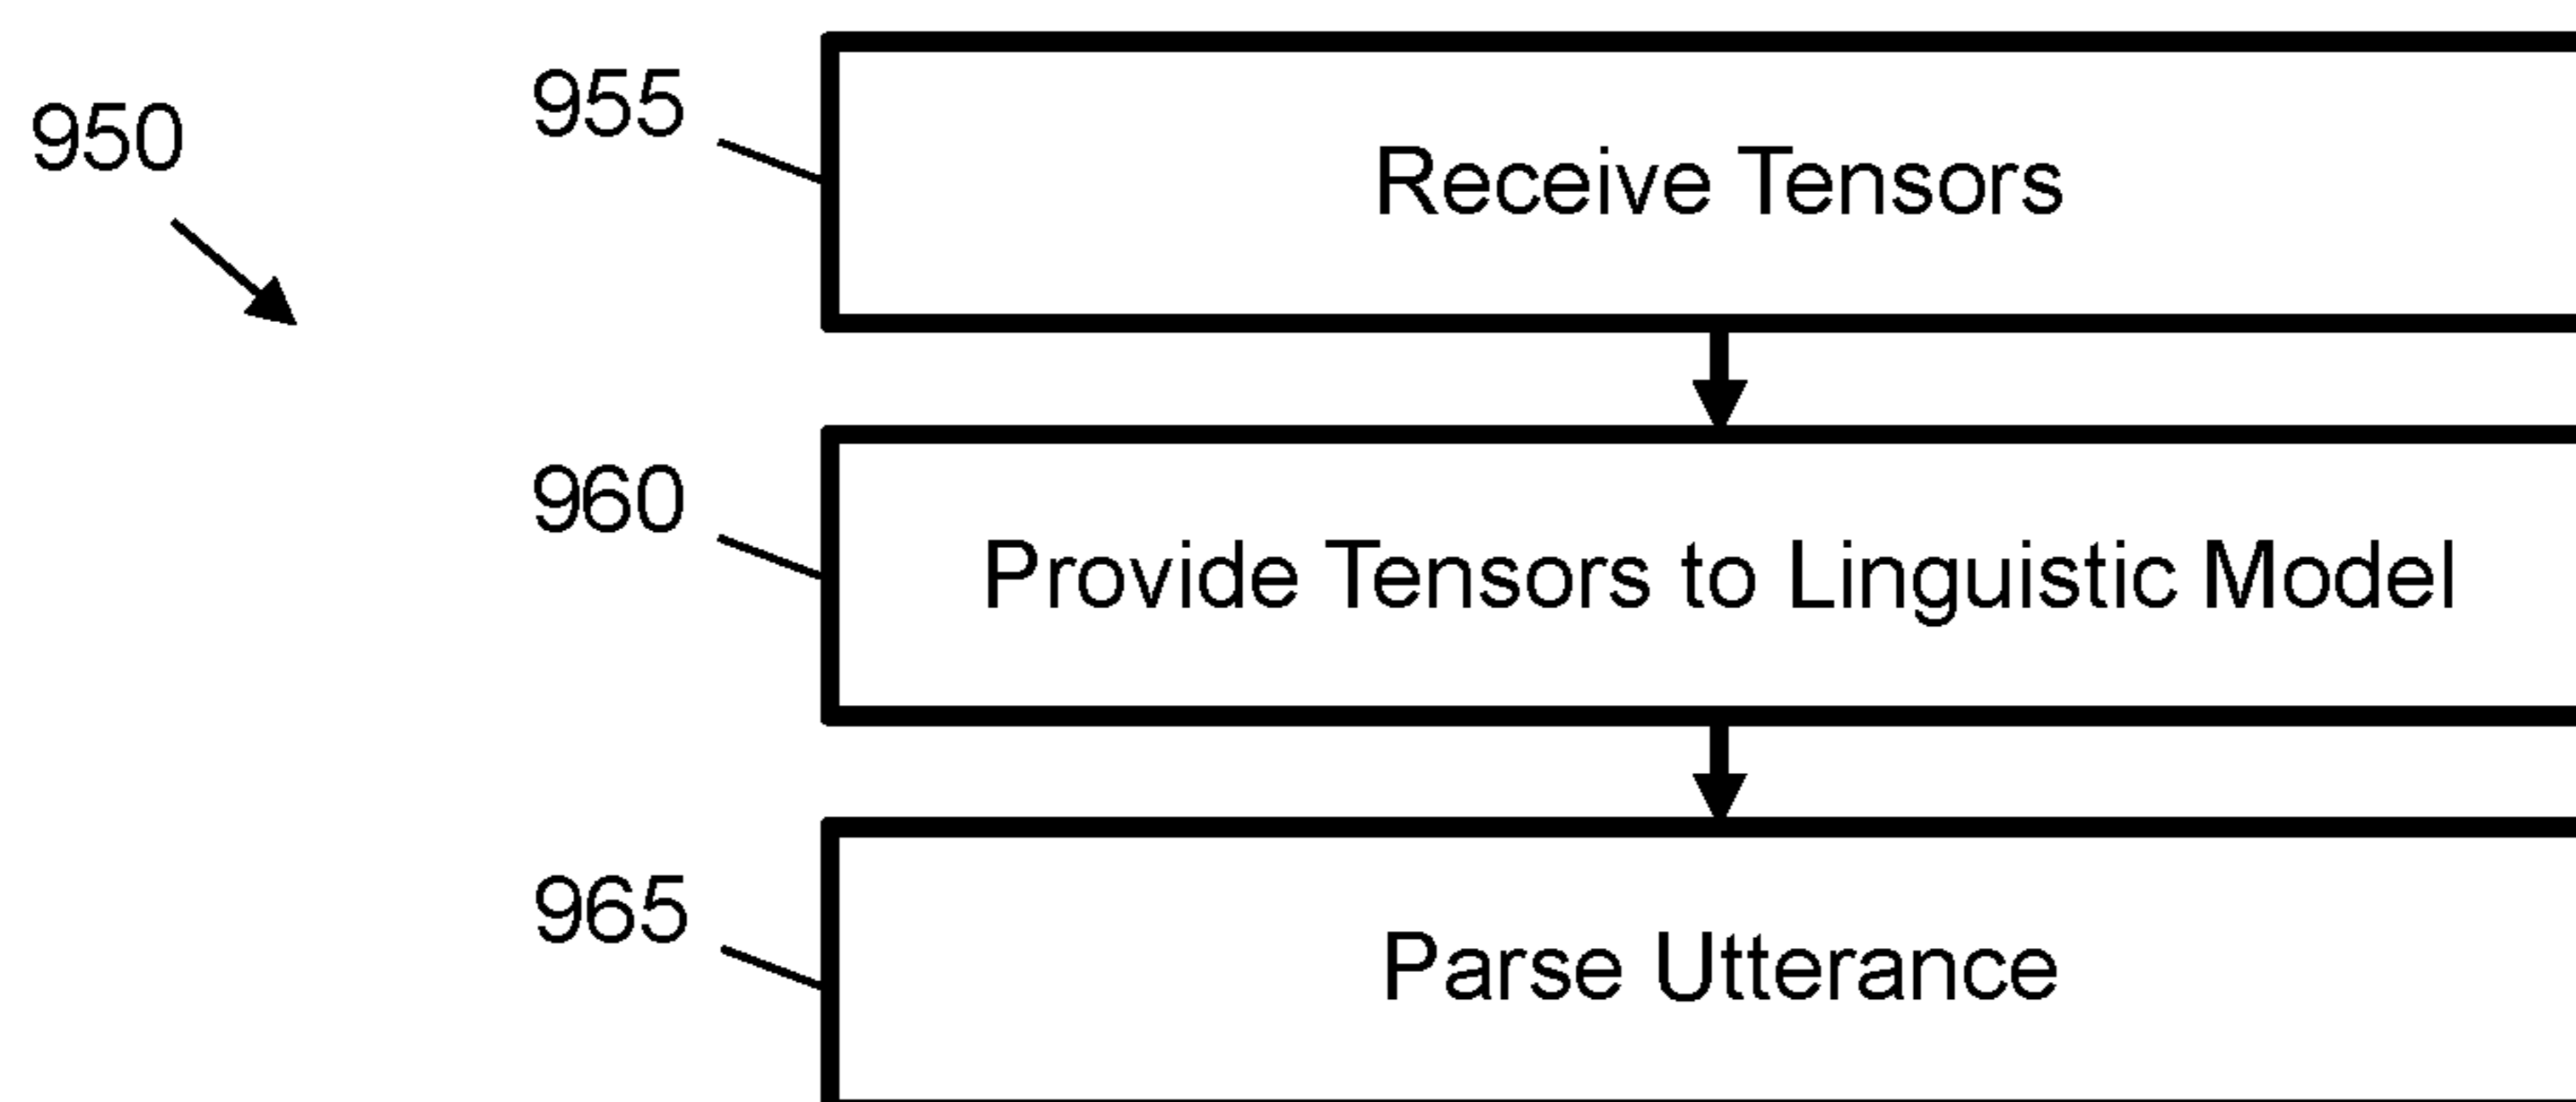 950
955
Receive Tensors
960
Provide Tensors to Linguistic Model
965
Parse Utterance